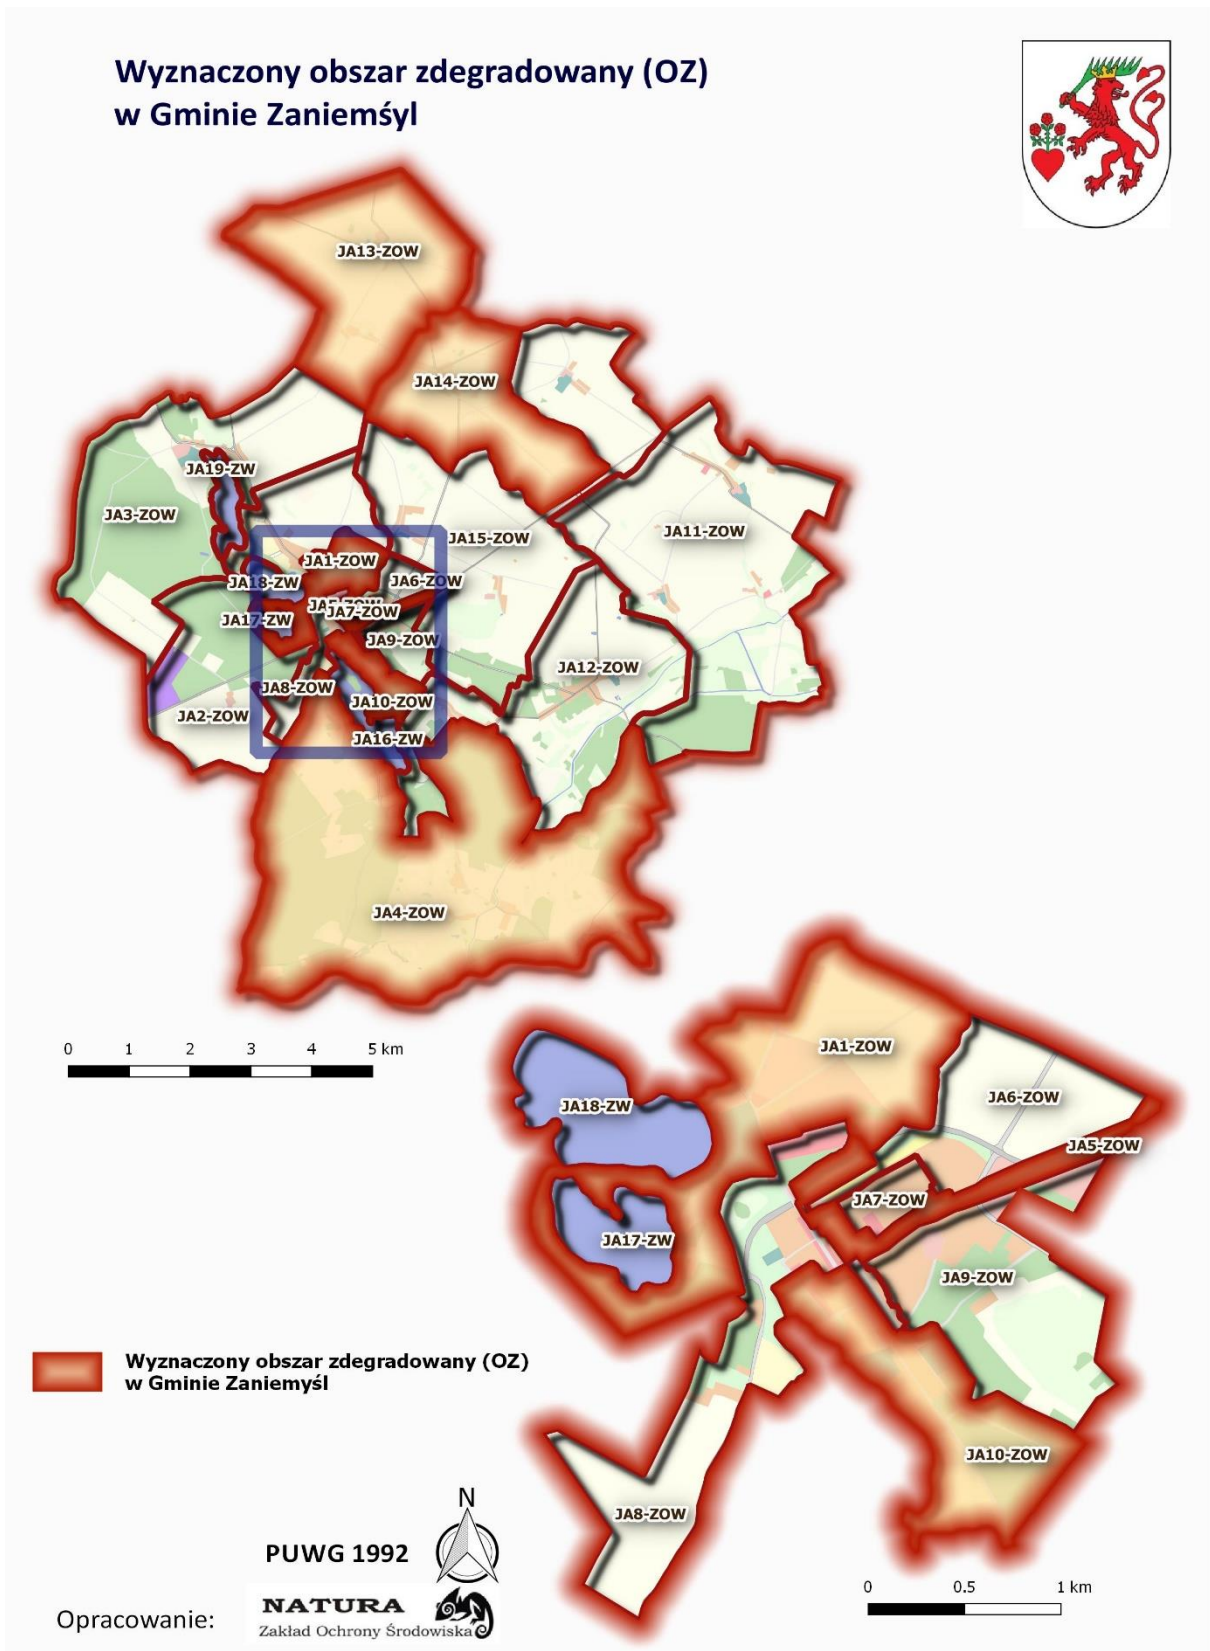 Wyznaczony obszar zdegradowany (OZ)
w Gminie Zaniemśyl
JA13-ZOW
JA14-ZOW
JA19-ZW
JA3-ZOW
JA15-ZOW
JA11-ZOW
JA1-ZOW
JA18-ZW
JA6-ZOW
JA7-ZOW
JA17-ZW
JA9-ZOW
JA12-ZOW
JA8-ZOW
JA10-ZOW
JA2-ZOW
JA16-ZW
JA4-ZOW
0 1 2 3 4 5 km
JA1-ZOW
JA6-ZOW
JA18-ZW
JA5-ZOW
JA7-ZOW
JA17-ZW
JA9-ZOW
JA10-ZOW
JA8-ZOW
Wyznaczony obszar zdegradowany (OZ)
w Gminie Zaniemyśl
N
PUWG 1992
0 0.5 1 km
Opracowanie:
NATURA
Zakład Ochrony Środowiska